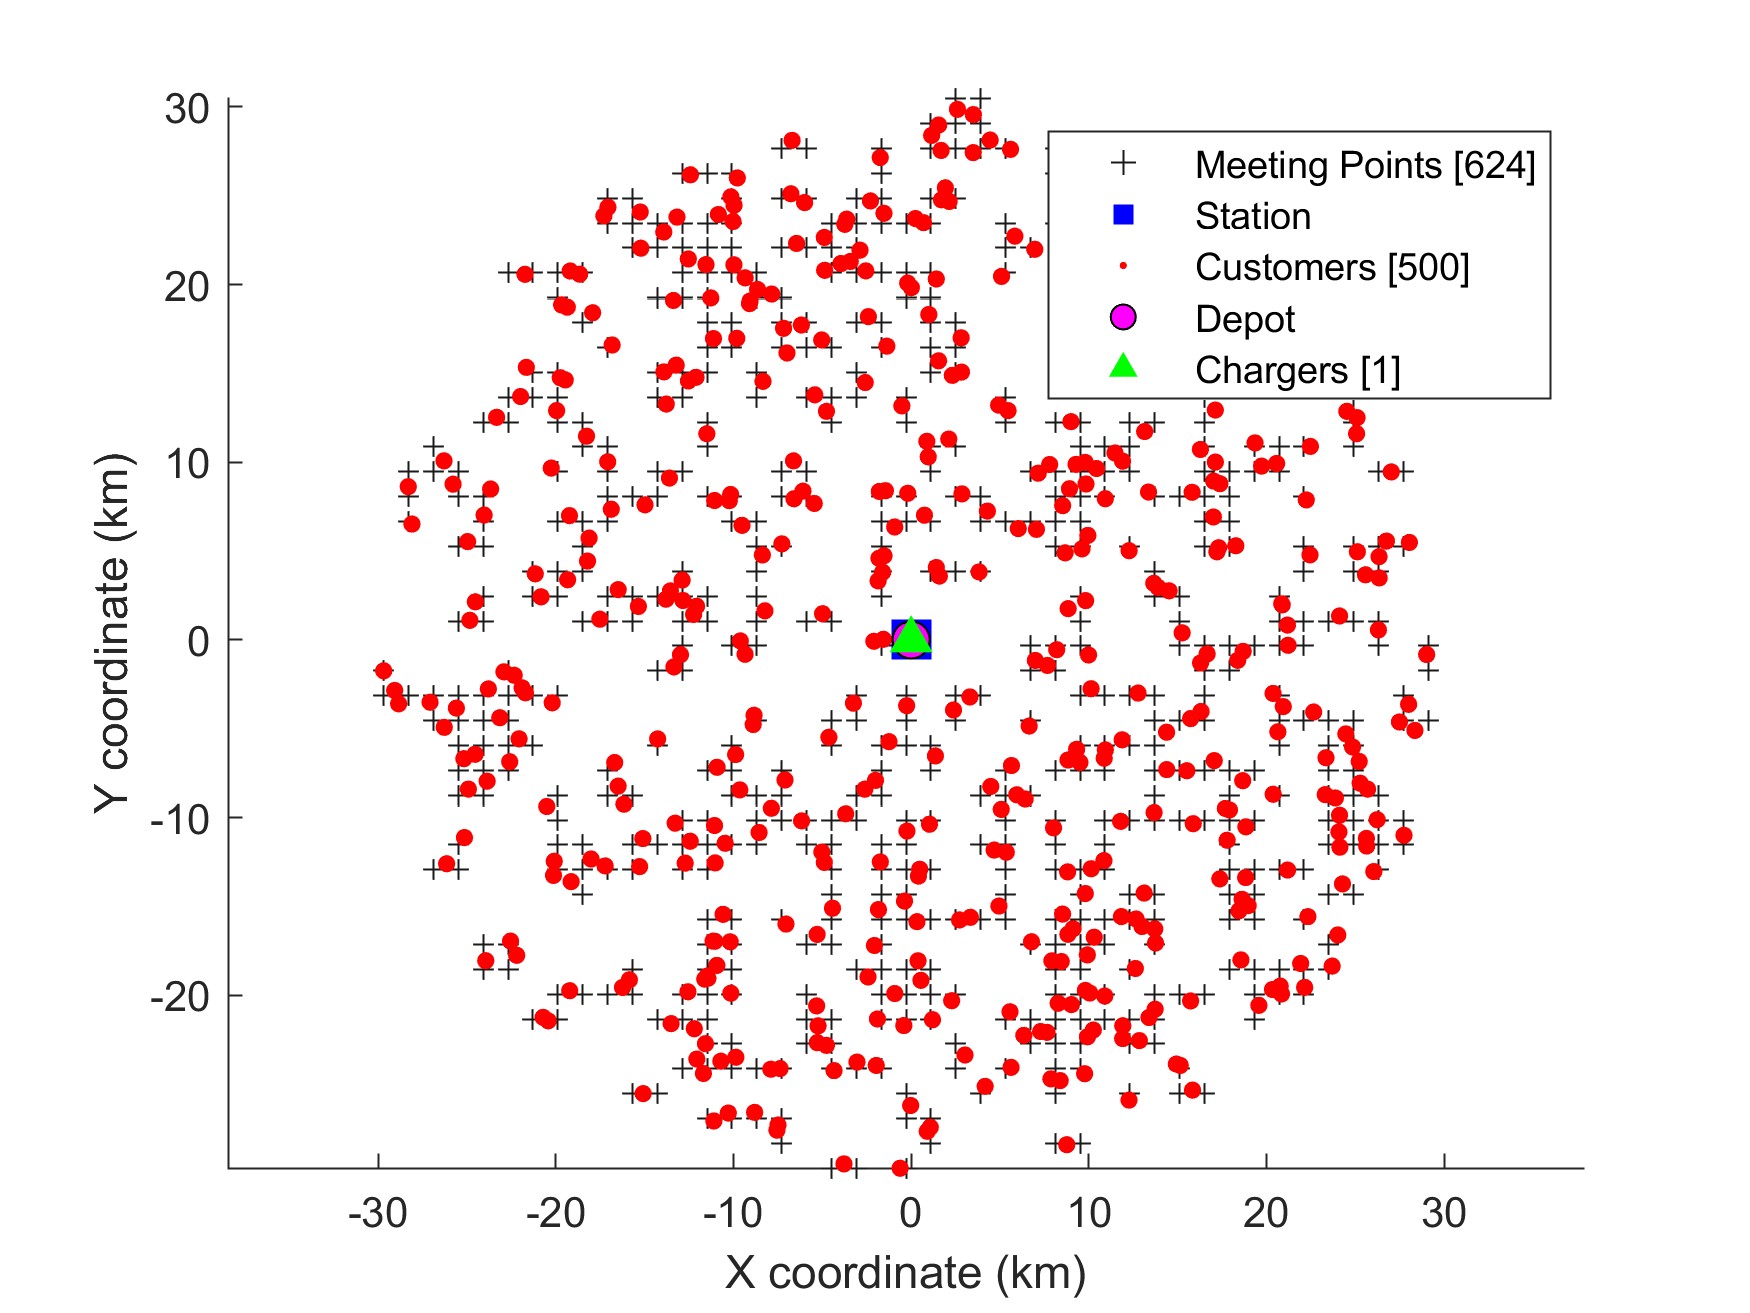 30
20
10
0
-10
-20
Y coordinate (km)
Meeting Points [624]
Station
Customers [500]
Depot
Chargers [1]
-30
-20
-10
0
10
20
30
X coordinate (km)